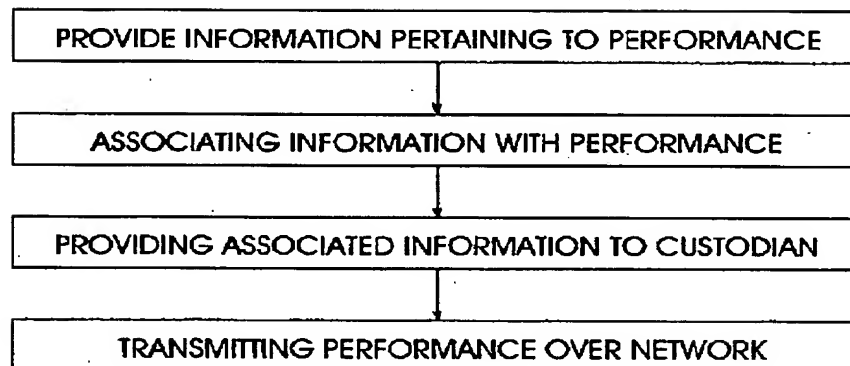 PROVIDE INFORMATION PERTAINING TO PERFORMANCE
ASSOCIATING INFORMATION WITH PERFORMANCE
PROVIDING ASSOCIATED INFORMATION TO CUSTODIAN
TRANSMITTING PERFORMANCE OVER NETWORK